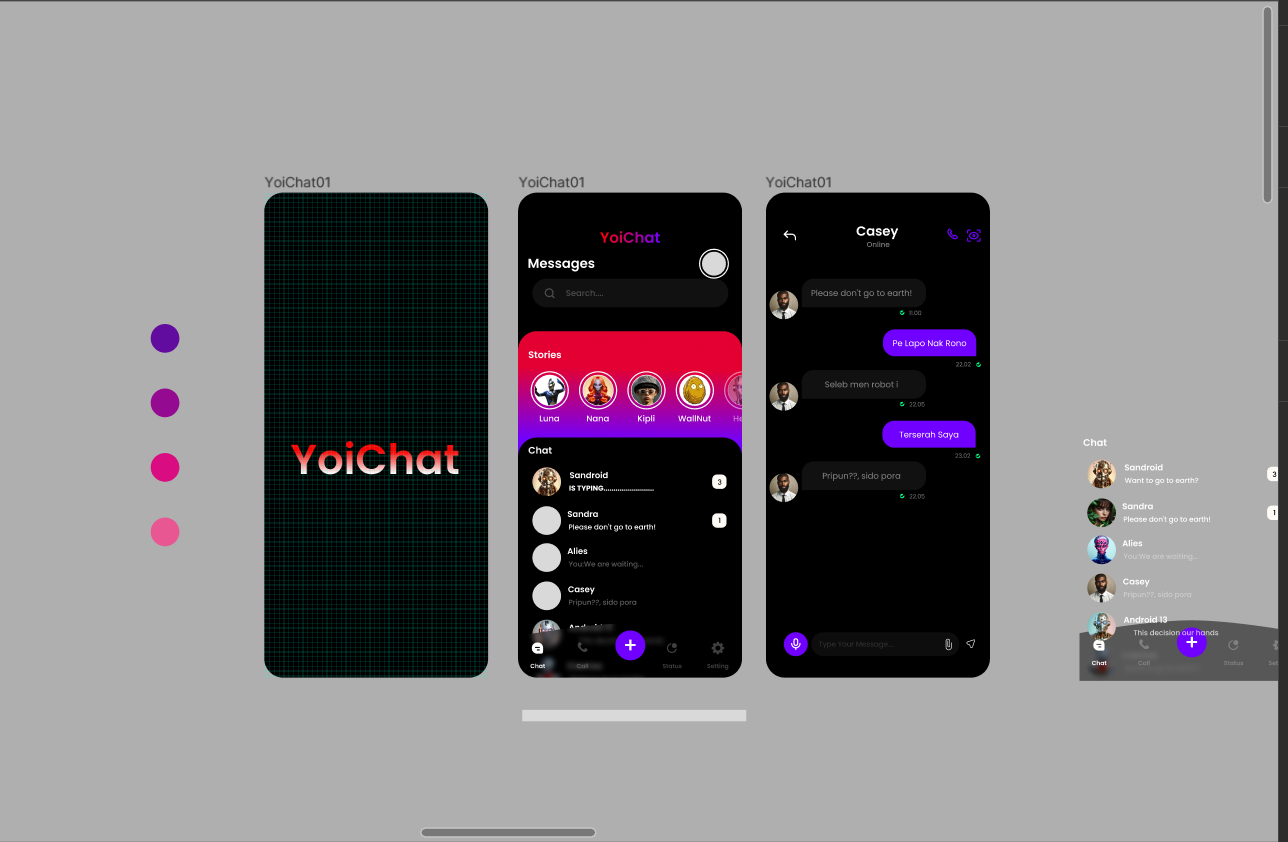 YoiChat01
YoiChat
YoiChat01
YoiChat
Messages
Search....
Stories
Luna
Nana
Kipli
WallNut
He
Chat
Sandroid
IS TYPING.......................
3
Sandra
Please don't go to earth!
1
Alies
You:We are waiting...
Casey
Pripun??, sido pora
Chat
Call
+
Status
Setting
YoiChat01
Casey
Online
Please don't go to earth!
11.00
Pe Lapo Nak Rono
22.02
Seleb men robot i
22.05
Terserah Saya
23.02
Pripun??, sido pora
22.05
Type Your Message...
Chat
Sandroid
Want to go to earth?
3
Sandra
Please don't go to earth!
1
Alies
You:We are waiting...
Casey
Pripun??, sido pora
Android 13
This decision our hands
Chat
Call
+
Status
Set